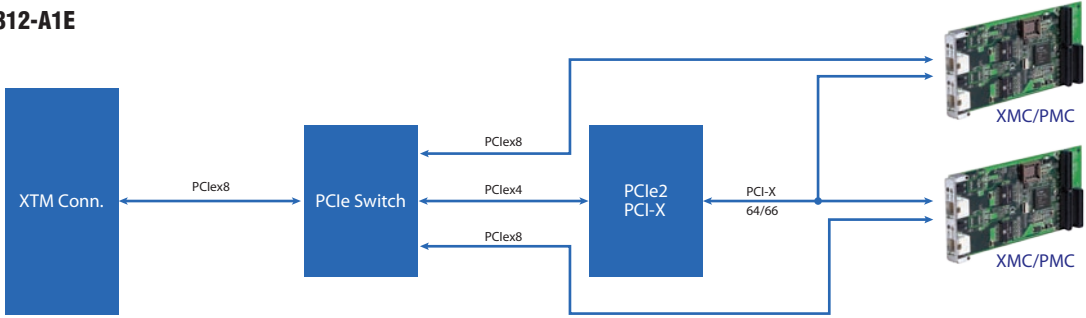 312-A1E
XMC/PMC
PCIex8
PCIex8
PCIe2
PCI-X
XTM Conn.
PCIe Switch
PCIex4
PCI-X
64/66
PCIex8
XMC/PMC